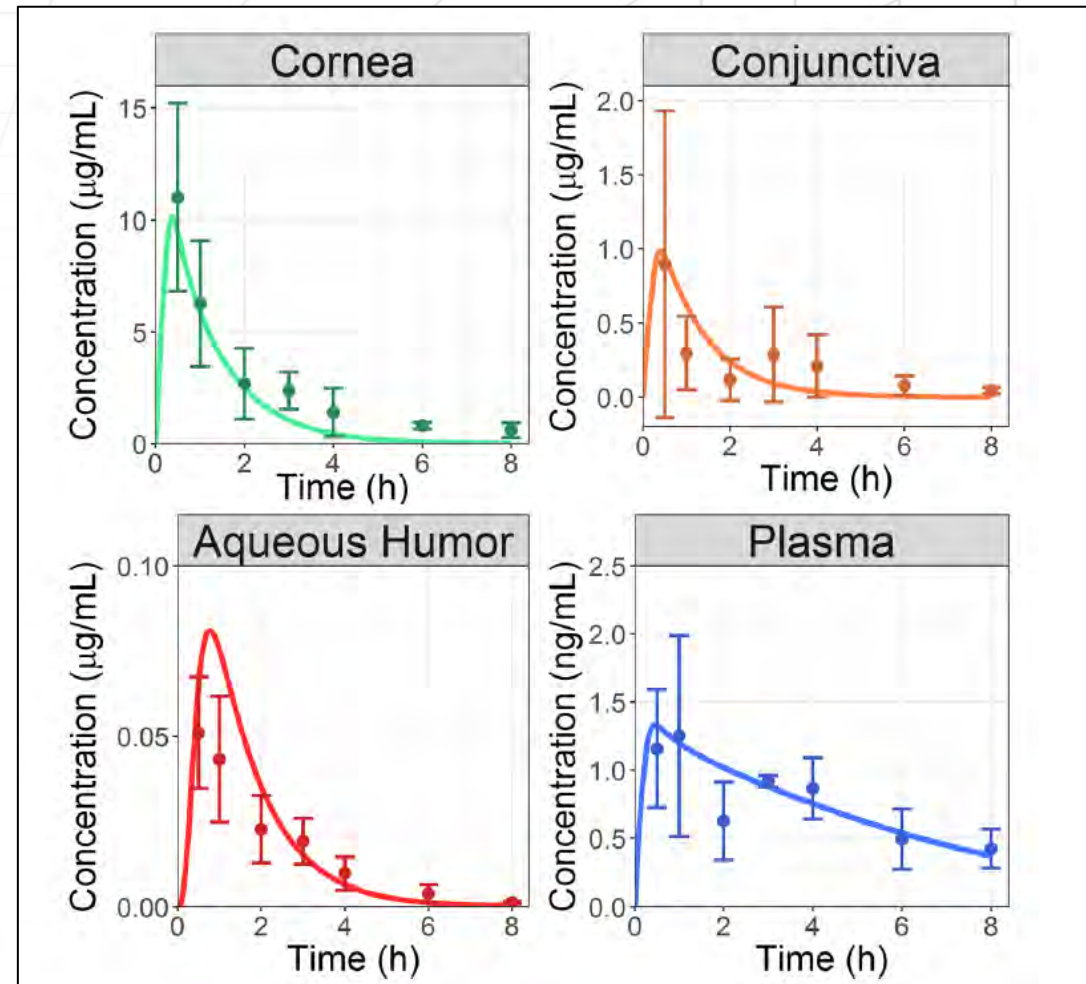 Cornea
Concentration (µg/mL)
15
10
5
0
0 2 4 6 8
Time (h)
Conjunctiva
Concentration (µg/mL)
2.0
1.5
1.0
0.5
0.0
0 2 4 6 8
Time (h)
Aqueous Humor
Concentration (µg/mL)
0.10
0.05
0.00
0 2 4 6 8
Time (h)
Plasma
Concentration (ng/mL)
2.5
2.0
1.5
1.0
0.5
0.0
0 2 4 6 8
Time (h)